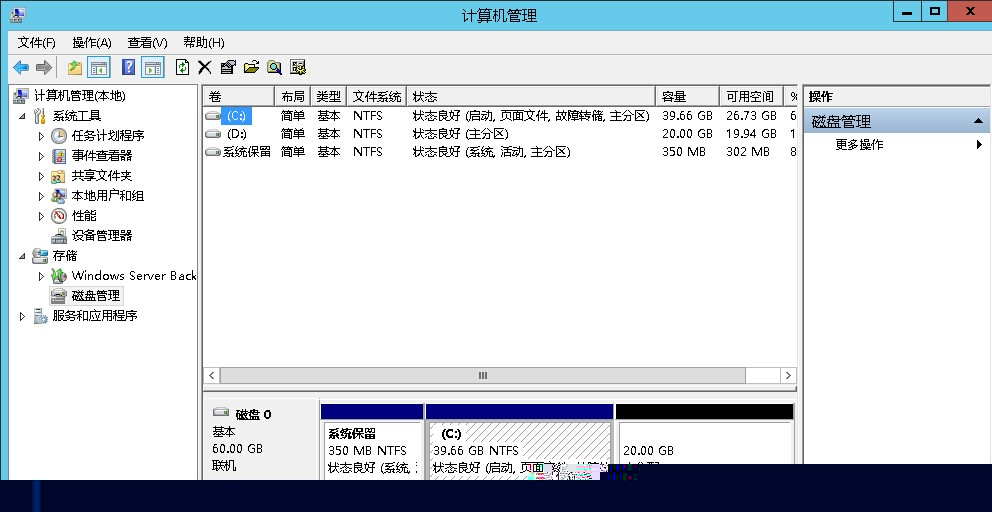 计算机管理
文件(F) 操作(A) 查看(V) 帮助(H)
计算机管理(本地)
系统工具
任务计划程序
事件查看器
共享文件夹
本地用户和组
性能
设备管理器
存储
Windows Server Back
磁盘管理
服务和应用程序
卷 布局 类型 文件系统 状态 容量 可用空间 %
(C:) 简单 基本 NTFS 状态良好 (启动, 页面文件, 故障转储, 主分区) 39.66 GB 26.73 GB 6
(D:) 简单 基本 NTFS 状态良好 (主分区) 20.00 GB 19.94 GB 1
系统保留 简单 基本 NTFS 状态良好 (系统, 活动, 主分区) 350 MB 302 MB 8
操作
磁盘管理
更多操作
磁盘 0
基本
60.00 GB
联机
系统保留
350 MB NTFS
状态良好 (系统,
(C:)
39.66 GB NTFS
状态良好 (启动, 页面
20.00 GB